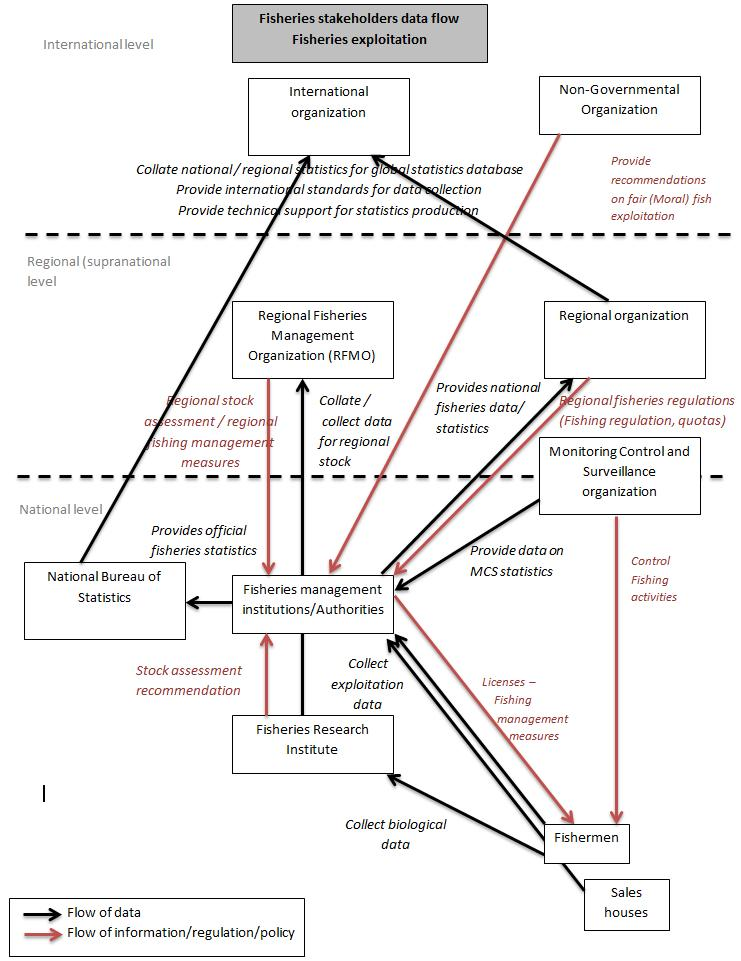 Fisheries stakeholders data flow
Fisheries exploitation
International level
International
organization
Non-Governmental
Organization
Collate national / regional statistics for global statistics database
Provide international standards for data collection
Provide technical support for statistics production
Provide
recommendations
on fair (Moral) fish
exploitation
Regional (supranational
level
Regional Fisheries
Management
Organization (RFMO)
Regional organization
Regional stock
assessment / regional
fishing management
measures
Collate /
collect data
for regional
stock
Provides national
fisheries data/
statistics
Regional fisheries regulations
(Fishing regulation, quotas)
Monitoring Control and
Surveillance
organization
National level
Provides official
fisheries statistics
Provide data on
MCS statistics
Control
Fishing
activities
National Bureau of
Statistics
Fisheries management
institutions/Authorities
Stock assessment
recommendation
Collect
exploitation
data
Licenses –
Fishing
management
measures
Fisheries Research
Institute
Collect biological
data
Fishermen
Sales
houses
Flow of data
Flow of information/regulation/policy